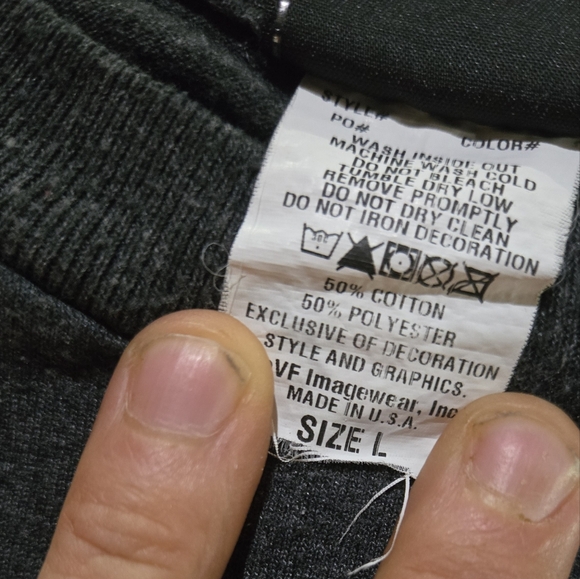 STYLE#
PO#
COLOR#
WASH INSIDE OUT
MACHINE WASH COLD
DO NOT BLEACH
TUMBLE DRY LOW
REMOVE PROMPTLY
DO NOT DRY CLEAN
DO NOT IRON DECORATION
50% COTTON
50% POLYESTER
EXCLUSIVE OF DECORATION
STYLE AND GRAPHICS.
VF Imagewear, Inc
MADE IN U.S.A.
SIZE L